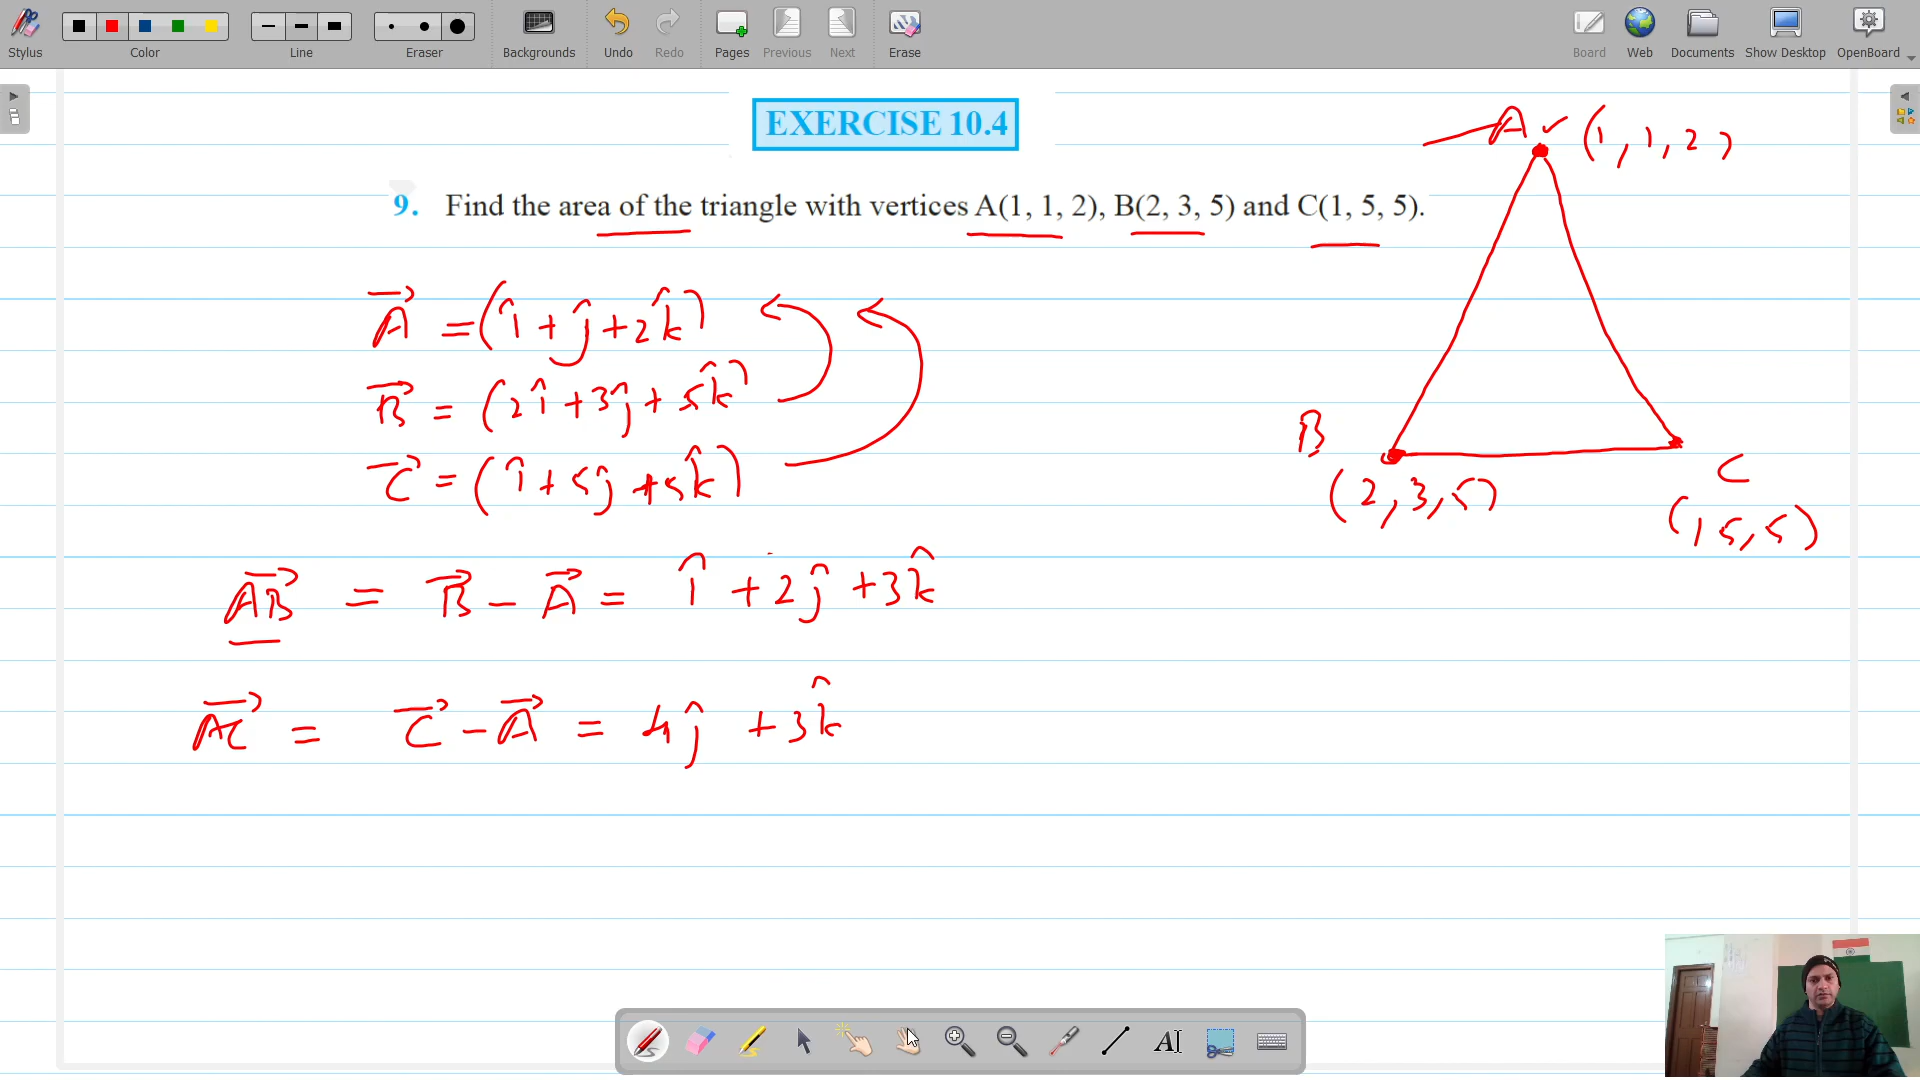 Stylus Color Line Eraser Backgrounds Undo Redo Pages Previous Next Erase Board Web Documents Show Desktop OpenBoard
EXERCISE 10.4
9. Find the area of the triangle with vertices A(1, 1, 2), B(2, 3, 5) and C(1, 5, 5).
A (1, 1, 2)
A⃗ = (î + ĵ + 2k̂)
B⃗ = (2î + 3ĵ + 5k̂)
B
C⃗ = (î + 5ĵ + 5k̂)
C
(2, 3, 5)
(1 5, 5)
AB⃗ = B⃗ - A⃗ = î + 2ĵ + 3k̂
AC⃗ = C⃗ - A⃗ = 4ĵ + 3k̂